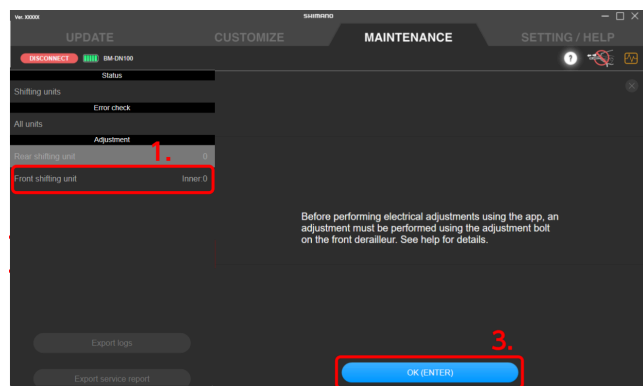 Ver. XXXXX
SHIMANO
UPDATE
CUSTOMIZE
MAINTENANCE
SETTING / HELP
DISCONNECT
BM-DN100
?
Status
Shifting units
Error check
All units
Adjustment
1.
Rear shifting unit 0
Front shifting unit Inner:0
Before performing electrical adjustments using the app, an
adjustment must be performed using the adjustment bolt
on the front derailleur. See help for details.
Export logs
3.
OK (ENTER)
Export service report